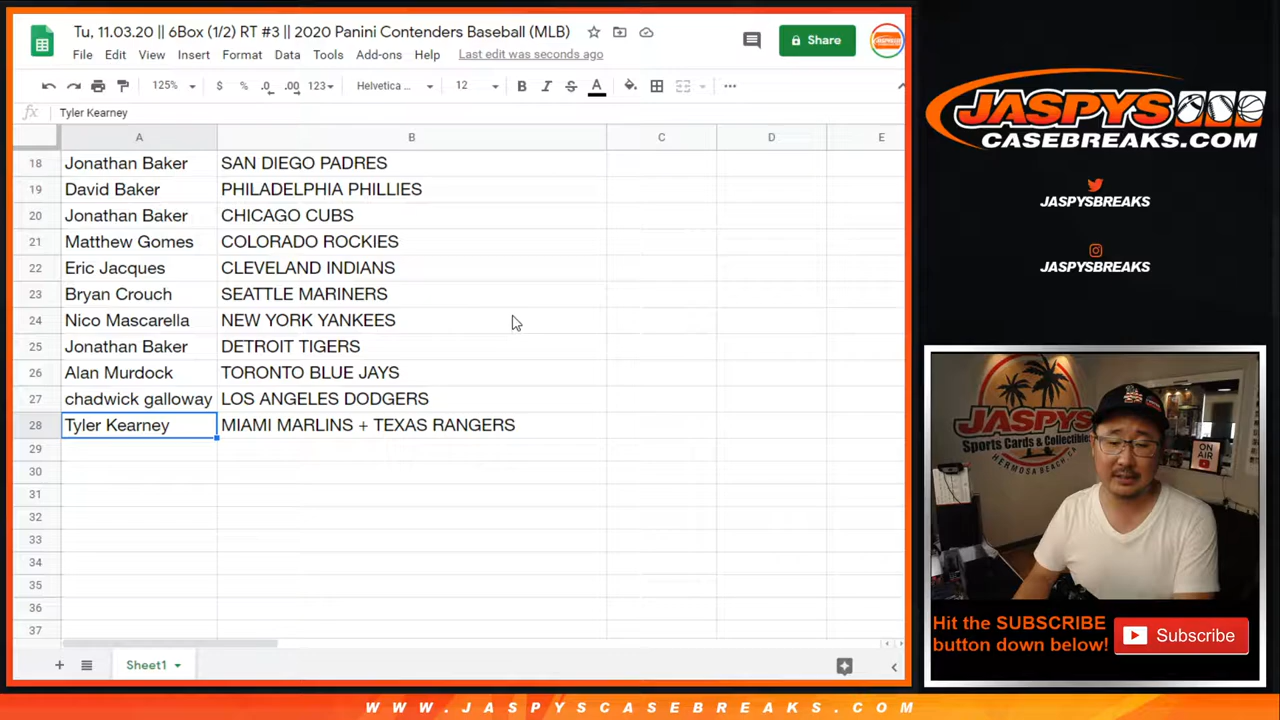 Tu, 11.03.20 || 6Box (1/2) RT #3 || 2020 Panini Contenders Baseball (MLB)
File Edit View Insert Format Data Tools Add-ons Help Last edit was seconds ago
Share
125% $ % .0 .00 123 Helvetica ... 12 B I S A
fx Tyler Kearney
A B C D E
18 Jonathan Baker SAN DIEGO PADRES
19 David Baker PHILADELPHIA PHILLIES
20 Jonathan Baker CHICAGO CUBS
21 Matthew Gomes COLORADO ROCKIES
22 Eric Jacques CLEVELAND INDIANS
23 Bryan Crouch SEATTLE MARINERS
24 Nico Mascarella NEW YORK YANKEES
25 Jonathan Baker DETROIT TIGERS
26 Alan Murdock TORONTO BLUE JAYS
27 chadwick galloway LOS ANGELES DODGERS
28 Tyler Kearney MIAMI MARLINS + TEXAS RANGERS
29
30
31
32
33
34
35
36
37
Sheet1
JASPYS
CASEBREAKS.COM
JASPYSBREAKS
JASPYSBREAKS
JASPYS
Sports Cards & Collectibles
HERMOSA BEACH, CA
ON AIR
Hit the SUBSCRIBE
button down below!
Subscribe
WWW.JASPYSCASEBREAKS.COM